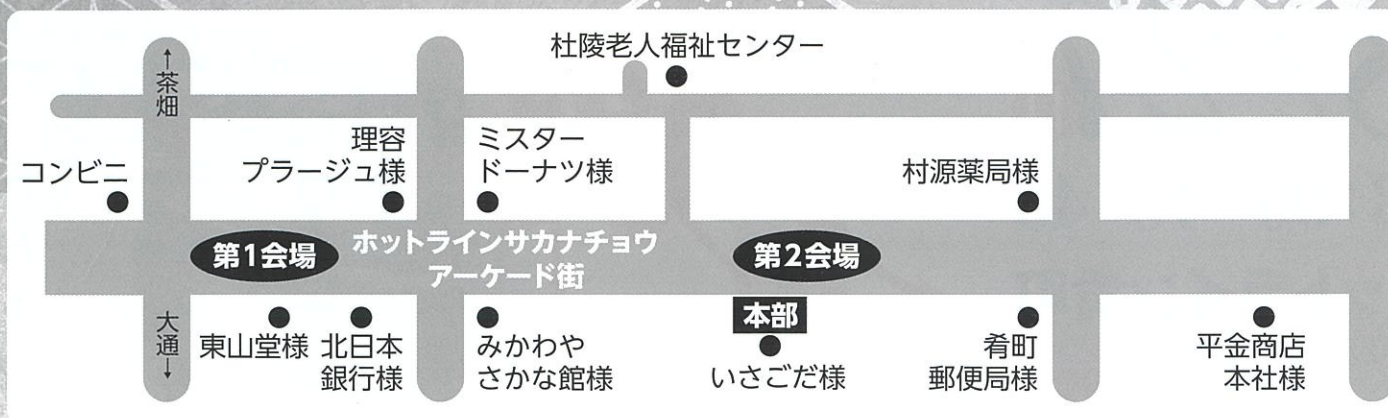 杜陵老人福祉センター
↑茶畑
理容
プラージュ様
ミスター
ドーナツ様
コンビニ
村源薬局様
第1会場
ホットラインサカナチョウ
アーケード街
第2会場
大通↓
東山堂様
北日本
銀行様
みかわや
さかな館様
本部
いさごだ様
肴町
郵便局様
平金商店
本社様